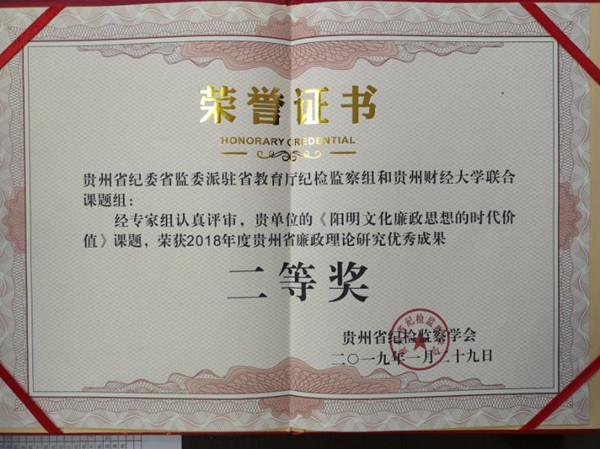 荣誉证书
HONORARY CREDENTIAL
贵州省纪委省监委派驻省教育厅纪检监察组和贵州财经大学联合
课题组：
经专家组认真评审，贵单位的《阳明文化廉政思想的时代价
值》课题，荣获2018年度贵州省廉政理论研究优秀成果
二等奖
贵州省纪检监察学会
二〇一九年一月二十九日